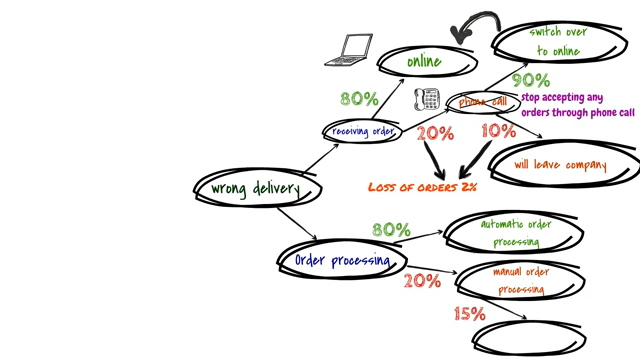 switch over
to online
online
90%
80%
phone call
stop accepting any
orders through phone call
receiving order
20%
10%
will leave company
wrong delivery
Loss of orders 2%
80%
automatic order
processing
Order processing
20%
manual order
processing
15%